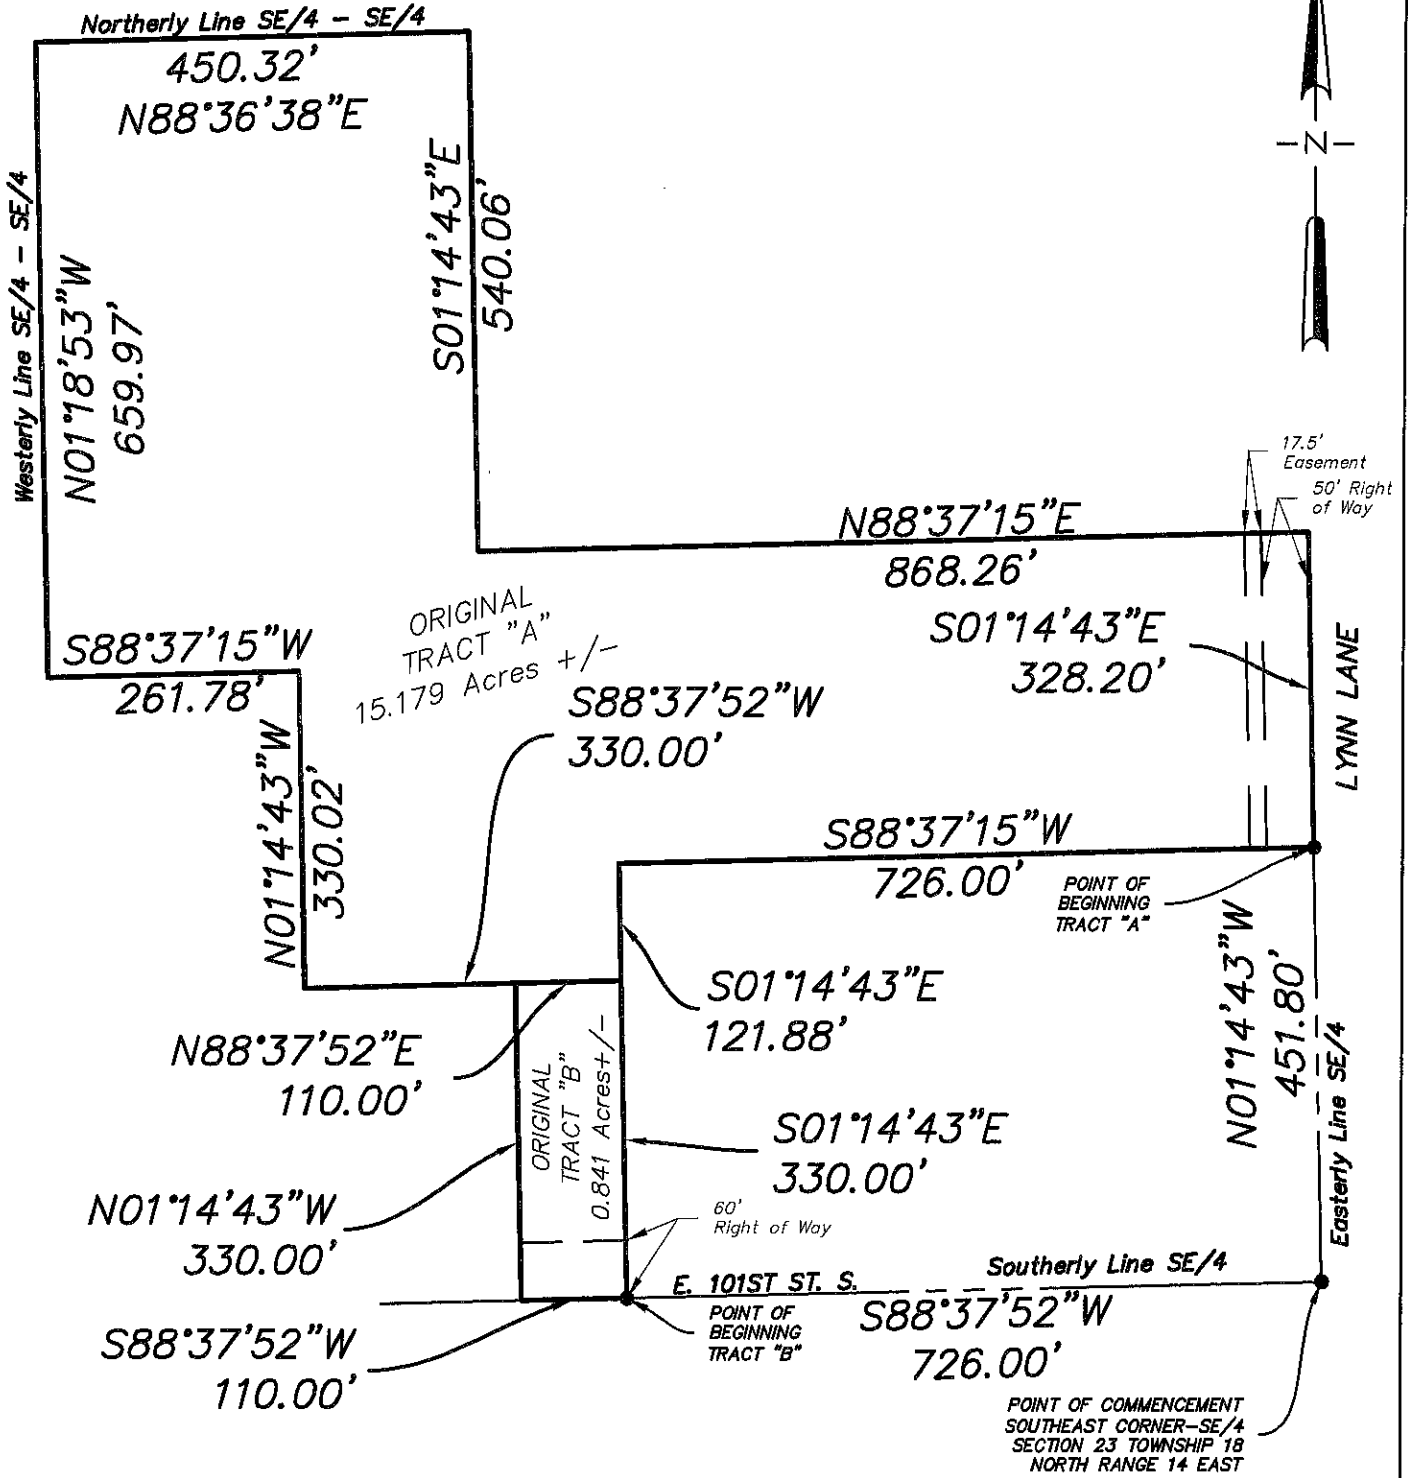 Northerly Line SE/4 - SE/4
450.32'
N88°36'38"E
-N-
Westerly Line SE/4 - SE/4
N01°18'53"W
659.97'
S01°14'43"E
540.06'
17.5'
Easement
50' Right
of Way
N88°37'15"E
868.26'
S01°14'43"E
328.20'
LYNN LANE
ORIGINAL
TRACT "A"
15.179 Acres +/-
S88°37'15"W
261.78'
S88°37'52"W
330.00'
N01°14'43"W
330.02'
S88°37'15"W
726.00'
POINT OF
BEGINNING
TRACT "A"
N01°14'43"W
451.80'
Easterly Line SE/4
S01°14'43"E
121.88'
N88°37'52"E
110.00'
ORIGINAL
TRACT "B"
0.841 Acres+/-
S01°14'43"E
330.00'
N01°14'43"W
330.00'
60'
Right of Way
E. 101ST ST. S.
Southerly Line SE/4
S88°37'52"W
726.00'
POINT OF
BEGINNING
TRACT "B"
S88°37'52"W
110.00'
POINT OF COMMENCEMENT
SOUTHEAST CORNER-SE/4
SECTION 23 TOWNSHIP 18
NORTH RANGE 14 EAST